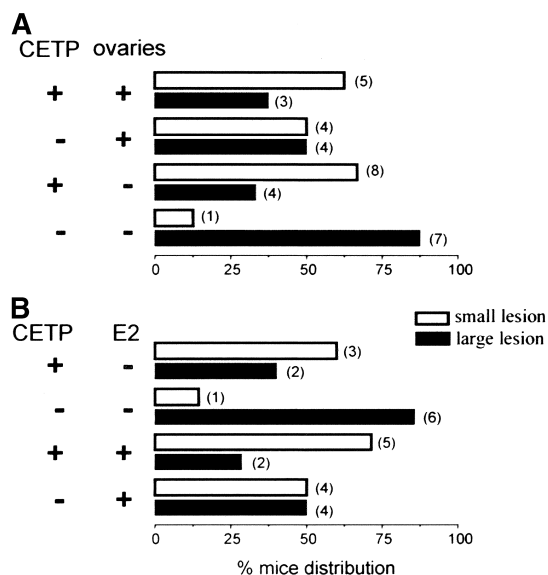 A
CETP ovaries
+ + (5)
(3)
- + (4)
(4)
+ - (8)
(4)
- - (1)
(7)
0 25 50 75 100
B
CETP E2
small lesion
large lesion
+ - (3)
(2)
- - (1)
(6)
+ + (5)
(2)
- + (4)
(4)
0 25 50 75 100
% mice distribution